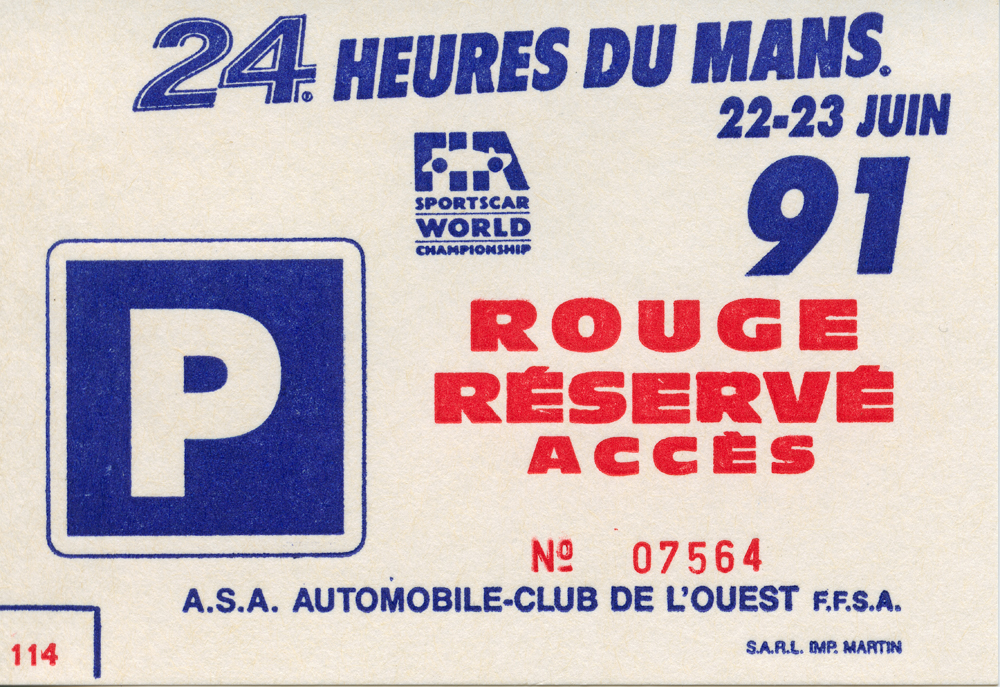 24. HEURES DU MANS.
22-23 JUIN
91
FIA
SPORTSCAR
WORLD
CHAMPIONSHIP
P
ROUGE
RÉSERVÉ
ACCÈS
Nº 07564
A.S.A. AUTOMOBILE-CLUB DE L'OUEST F.F.S.A.
S.A.R.L. IMP. MARTIN
114